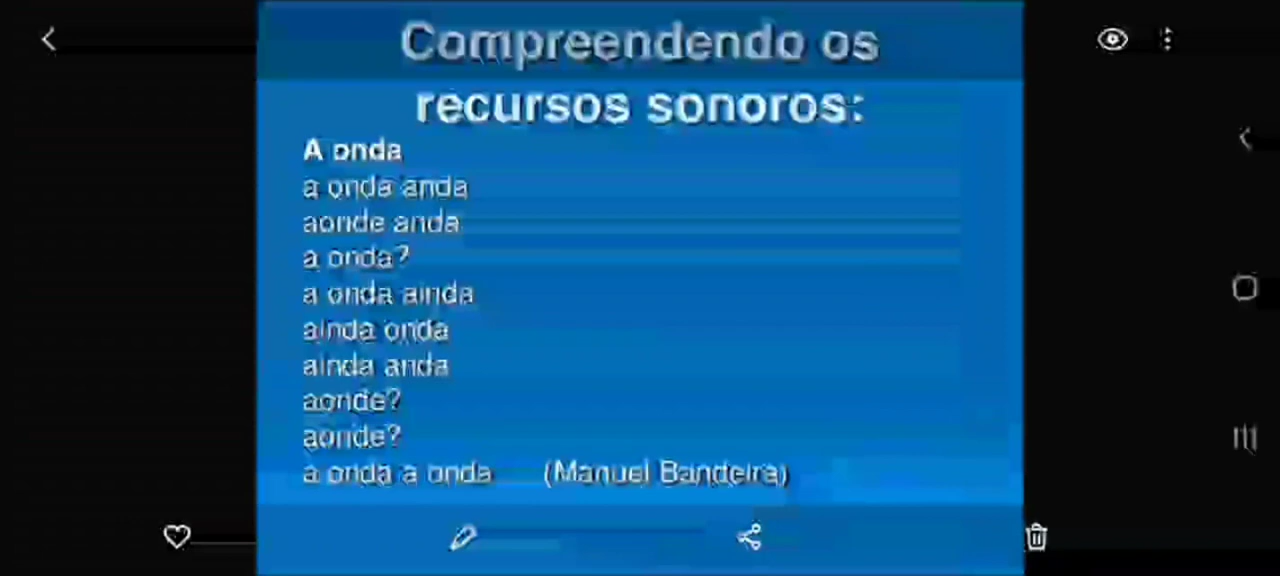 Compreendendo os
recursos sonoros:
A onda
a onda anda
aonde anda
a onda?
a onda ainda
ainda onda
ainda anda
aonde?
aonde?
a onda a onda (Manuel Bandeira)